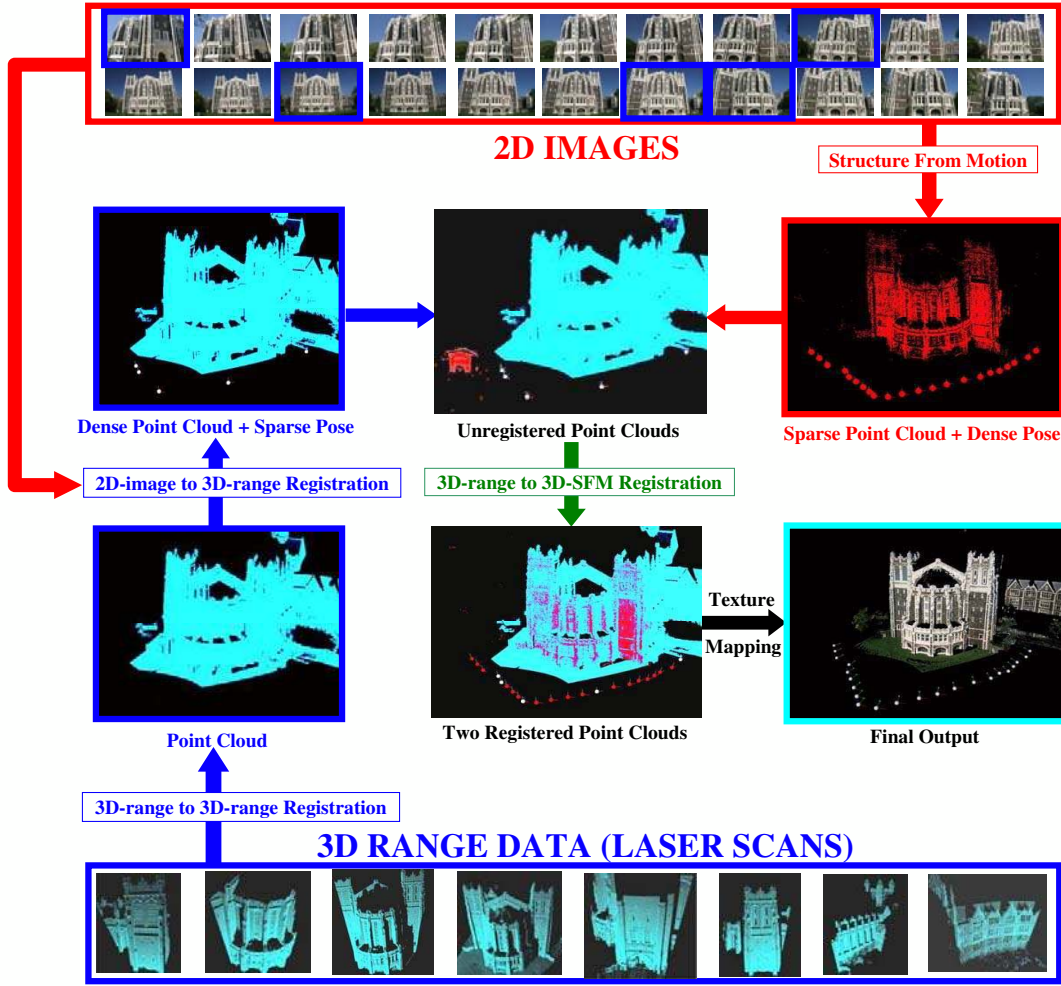 2D IMAGES
Structure From Motion
Dense Point Cloud + Sparse Pose
Unregistered Point Clouds
Sparse Point Cloud + Dense Pose
2D-image to 3D-range Registration
3D-range to 3D-SFM Registration
Texture
Mapping
Point Cloud
Two Registered Point Clouds
Final Output
3D-range to 3D-range Registration
3D RANGE DATA (LASER SCANS)